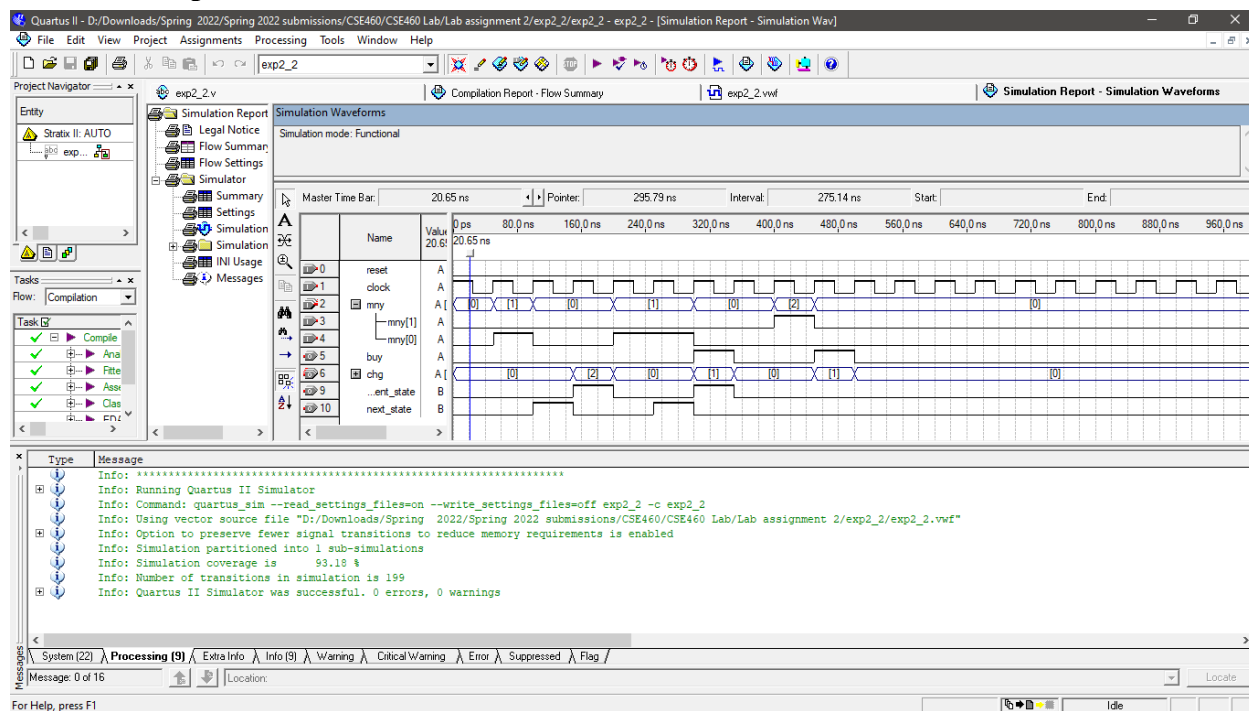 Quartus II - D:/Downloads/Spring 2022/Spring 2022 submissions/CSE460/CSE460 Lab/Lab assignment 2/exp2_2/exp2_2 - exp2_2 - [Simulation Report - Simulation Wav]
File Edit View Project Assignments Processing Tools Window Help
exp2_2
Project Navigator
exp2_2.v
Compilation Report - Flow Summary
exp2_2.vwf
Simulation Report - Simulation Waveforms
Entity
Stratix II: AUTO
exp...
Simulation Report
Legal Notice
Flow Summar
Flow Settings
Simulator
Summary
Settings
Simulation
Simulation
INI Usage
Messages
Simulation Waveforms
Simulation mode: Functional
Master Time Bar: 20.65 ns Pointer: 295.79 ns Interval: 275.14 ns Start: End:
Name
Value
20.65
0 ps 80.0 ns 160.0 ns 240.0 ns 320.0 ns 400.0 ns 480.0 ns 560.0 ns 640.0 ns 720.0 ns 800.0 ns 880.0 ns 960.0 ns
20.65 ns
0 reset A
1 clock A
2 mny A [ [0] [1] [0] [1] [0] [2] [0]
3 mny[1] A
4 mny[0] A
5 buy A
6 chg A [ [0] [2] [0] [1] [0] [1] [0]
9 ...ent_state B
10 next_state B
Tasks
Flow: Compilation
Task
Compile
Ana
Fitte
Asse
Clas
EDA
Type Message
Info: *****************************************************************
Info: Running Quartus II Simulator
Info: Command: quartus_sim --read_settings_files=on --write_settings_files=off exp2_2 -c exp2_2
Info: Using vector source file "D:/Downloads/Spring 2022/Spring 2022 submissions/CSE460/CSE460 Lab/Lab assignment 2/exp2_2/exp2_2.vwf"
Info: Option to preserve fewer signal transitions to reduce memory requirements is enabled
Info: Simulation partitioned into 1 sub-simulations
Info: Simulation coverage is 93.18 %
Info: Number of transitions in simulation is 199
Info: Quartus II Simulator was successful. 0 errors, 0 warnings
Messages
System (22) Processing (9) Extra Info Info (9) Warning Critical Warning Error Suppressed Flag
Message: 0 of 16 Location: Locate
For Help, press F1 Idle